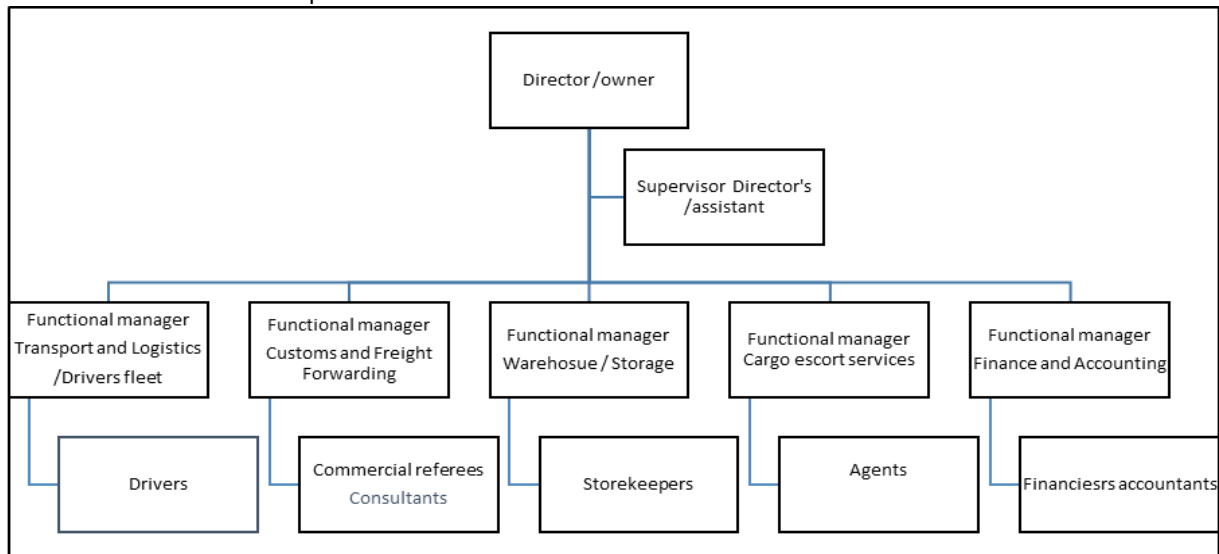 Director /owner
Supervisor Director's
/assistant
Functional manager
Transport and Logistics
/Drivers fleet
Functional manager
Customs and Freight
Forwarding
Functional manager
Warehosue / Storage
Functional manager
Cargo escort services
Functional manager
Finance and Accounting
Drivers
Commercial referees
Consultants
Storekeepers
Agents
Financiesrs accountants